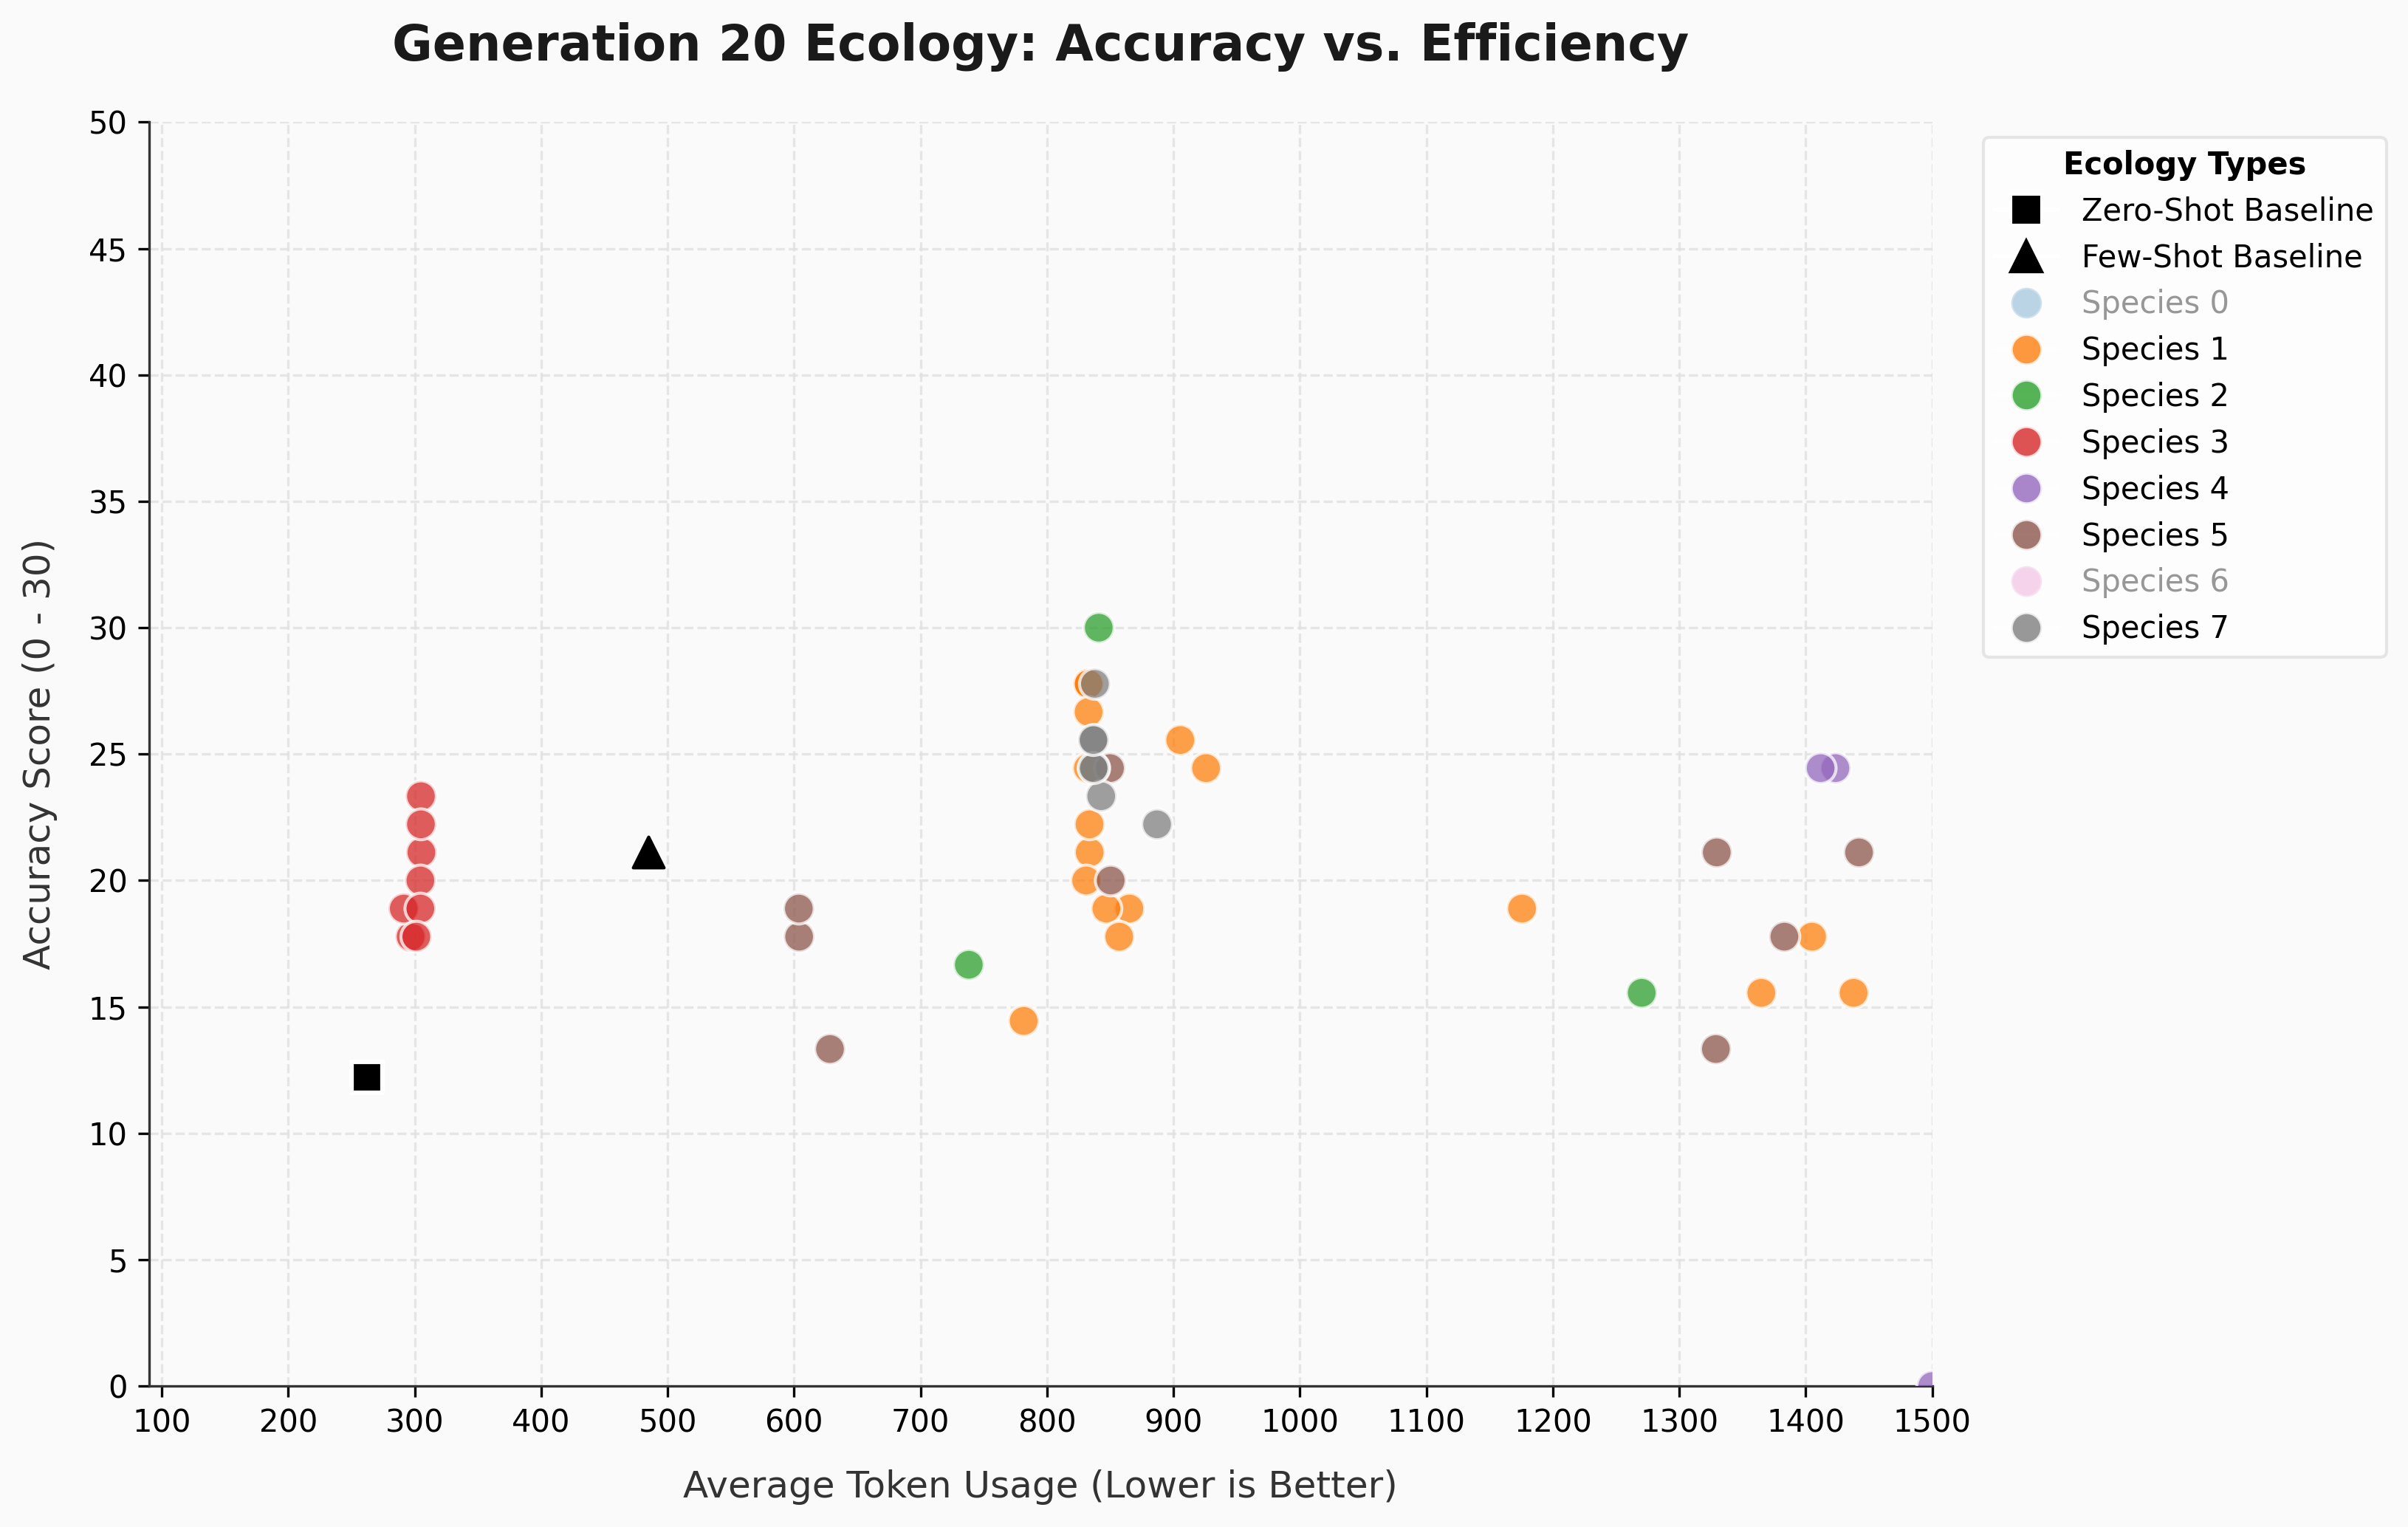 Generation 20 Ecology: Accuracy vs. Efficiency
50
45
40
35
30
25
20
15
10
5
0
Accuracy Score (0 - 30)
100 200 300 400 500 600 700 800 900 1000 1100 1200 1300 1400 1500
Average Token Usage (Lower is Better)
Ecology Types
Zero-Shot Baseline
Few-Shot Baseline
Species 0
Species 1
Species 2
Species 3
Species 4
Species 5
Species 6
Species 7